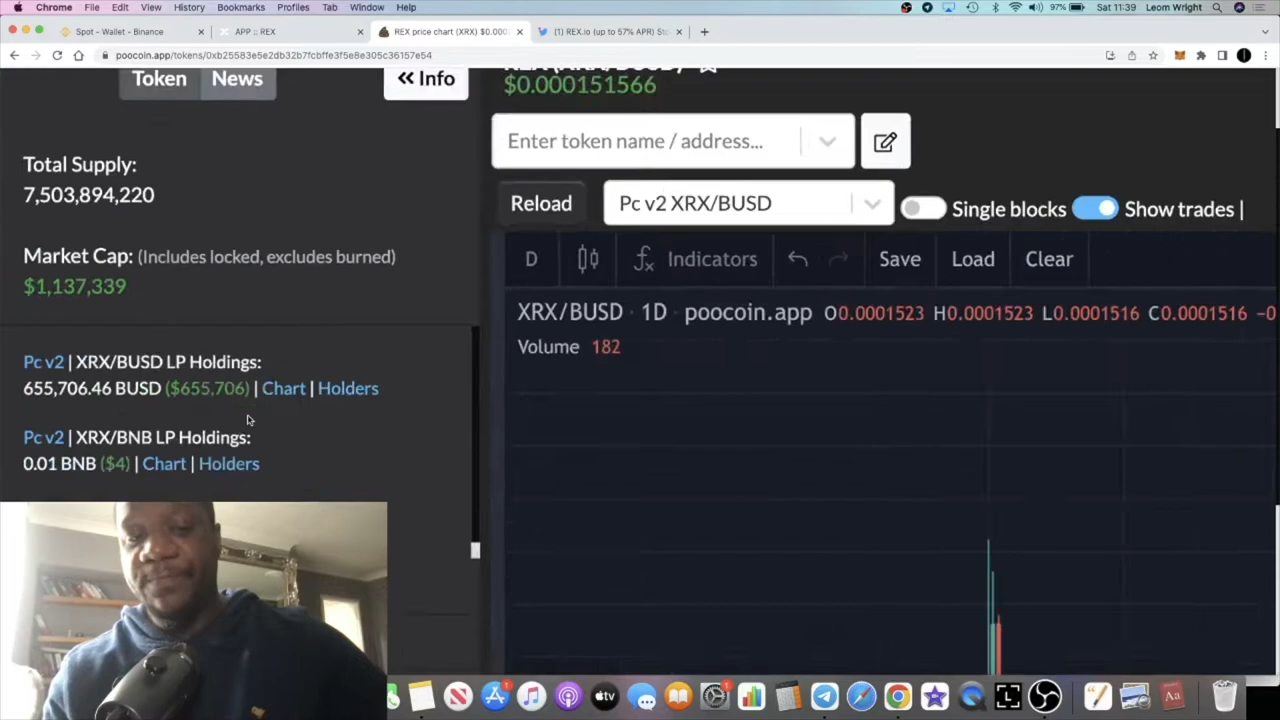 Chrome File Edit View History Bookmarks Profiles Tab Window Help 97% Sat 11:39 Leom Wright
Spot - Wallet - Binance APP :: REX REX price chart (XRX) $0.000 (1) REX.io (up to 57% APR) St
poocoin.app/tokens/0xb25583e5e2db32b7fcbffe3f5e8e305c36157e54
Token News Info
$0.000151566
Enter token name / address...
Total Supply:
7,503,894,220
Reload Pc v2 XRX/BUSD Single blocks Show trades |
Market Cap: (Includes locked, excludes burned)
$1,137,339
D Indicators Save Load Clear
XRX/BUSD · 1D · poocoin.app O0.0001523 H0.0001523 L0.0001516 C0.0001516 −0
Volume 182
Pc v2 | XRX/BUSD LP Holdings:
655,706.46 BUSD ($655,706) | Chart | Holders
Pc v2 | XRX/BNB LP Holdings:
0.01 BNB ($4) | Chart | Holders
tv
Aa